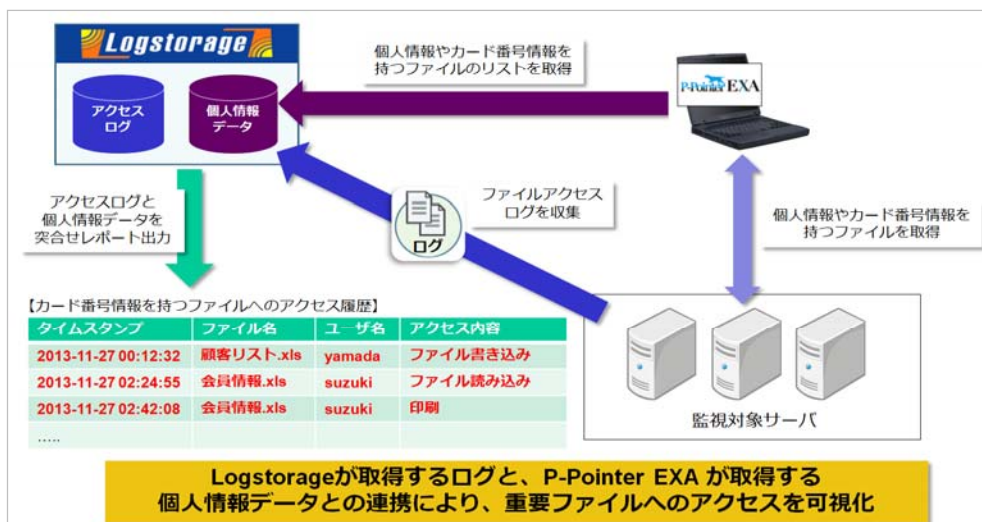 Logstorage
アクセス
ログ
個人情報
データ
個人情報やカード番号情報を
持つファイルのリストを取得
P-Pointer EXA
アクセスログと
個人情報データを
突合せレポート出力
ファイルアクセス
ログを収集
ログ
個人情報やカード番号情報を
持つファイルを取得
【カード番号情報を持つファイルへのアクセス履歴】
タイムスタンプ ファイル名 ユーザ名 アクセス内容
2013-11-27 00:12:32 顧客リスト.xls yamada ファイル書き込み
2013-11-27 02:24:55 会員情報.xls suzuki ファイル読み込み
2013-11-27 02:42:08 会員情報.xls suzuki 印刷
.....
監視対象サーバ
Logstorageが取得するログと、P-Pointer EXA が取得する
個人情報データとの連携により、重要ファイルへのアクセスを可視化